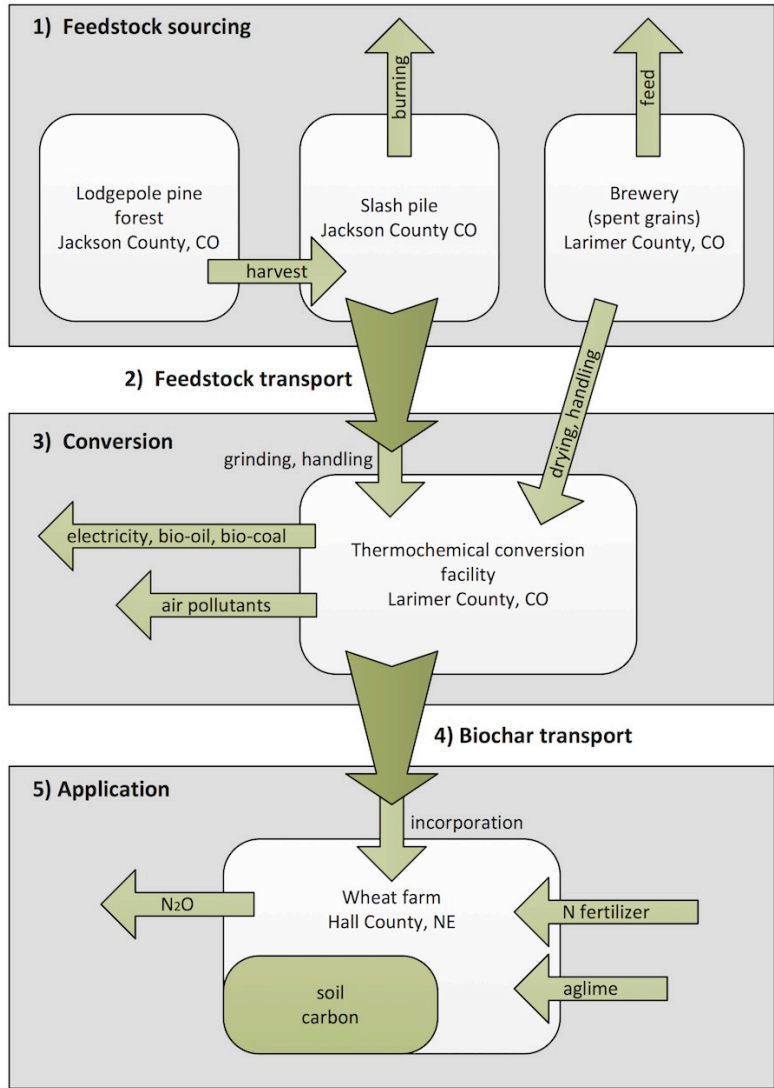 1) Feedstock sourcing
burning
feed
Lodgepole pine
forest
Jackson County, CO
Slash pile
Jackson County CO
Brewery
(spent grains)
Larimer County, CO
harvest
2) Feedstock transport
drying, handling
3) Conversion
grinding, handling
electricity, bio-oil, bio-coal
Thermochemical conversion
facility
Larimer County, CO
air pollutants
4) Biochar transport
5) Application
incorporation
N₂O
Wheat farm
Hall County, NE
N fertilizer
soil
carbon
aglime